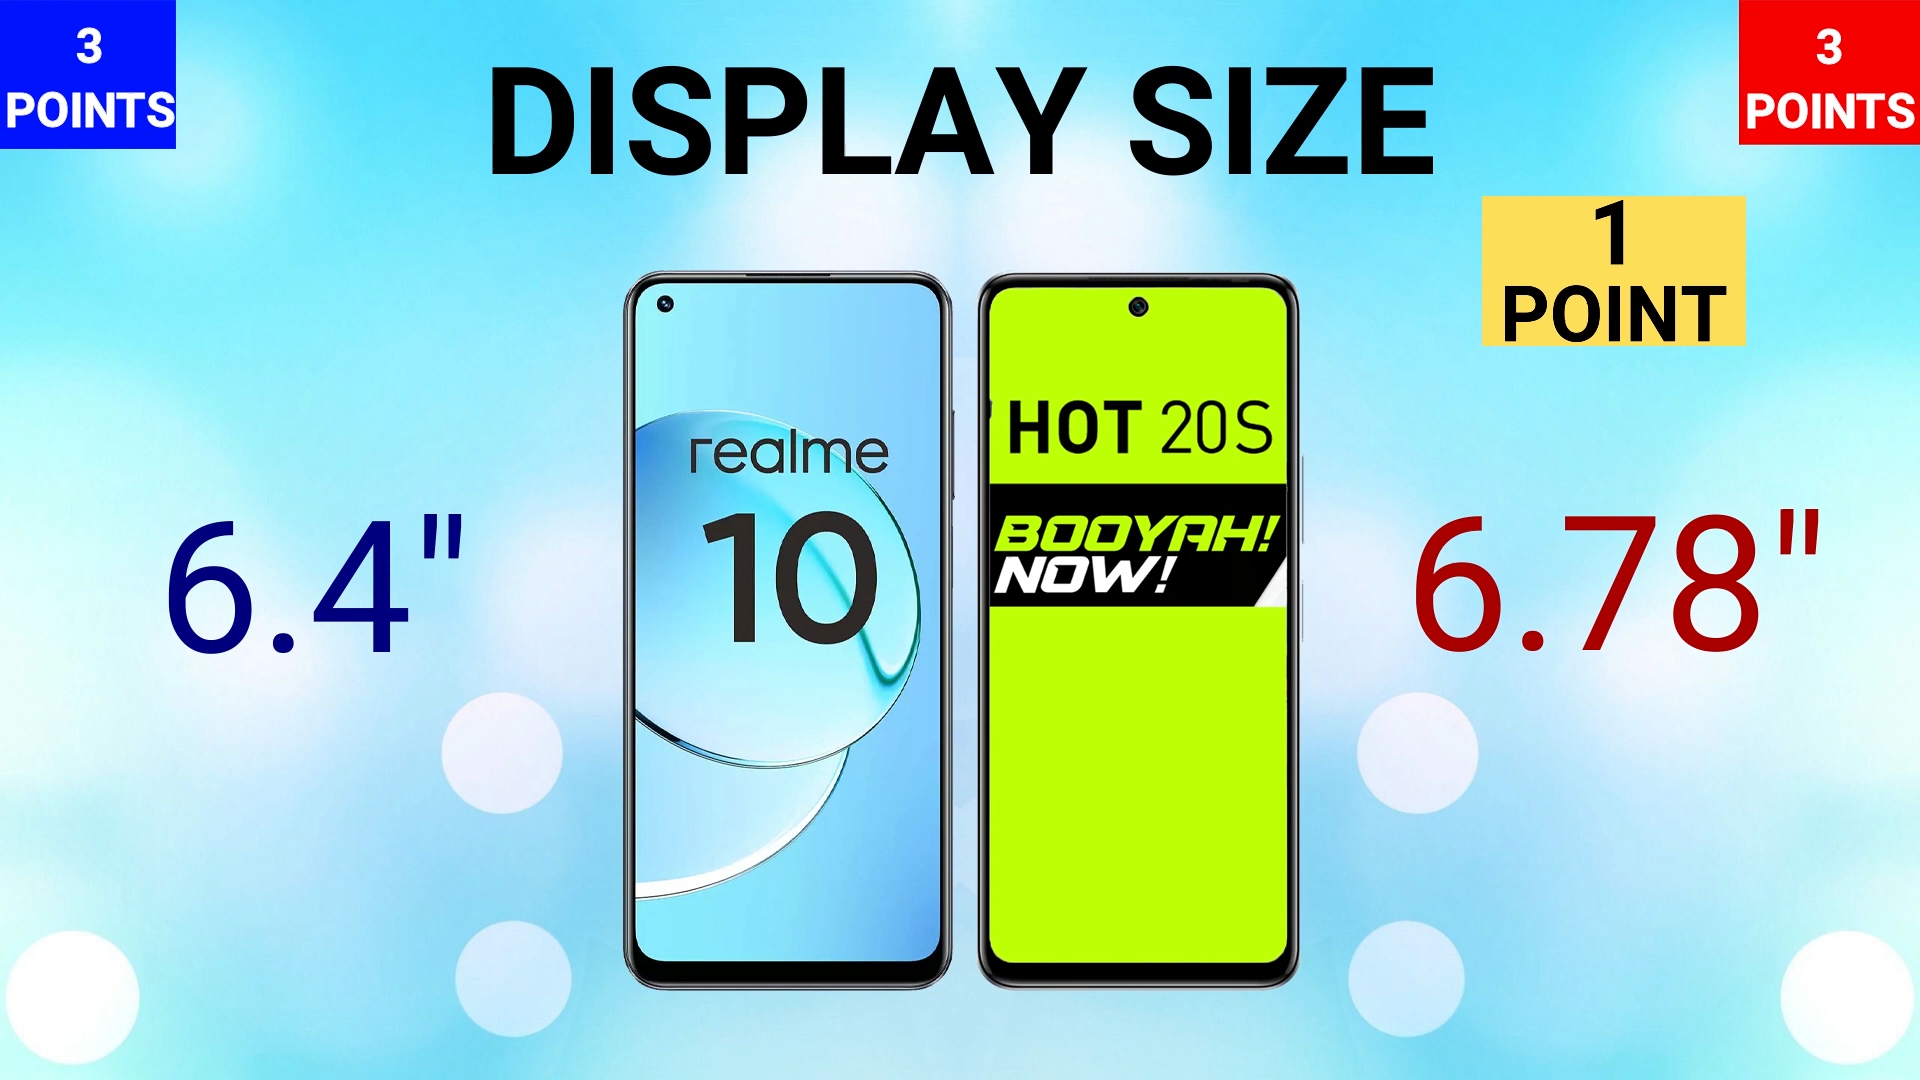 3
POINTS
DISPLAY SIZE
3
POINTS
1
POINT
realme
10
HOT 20S
BOOYAH!
NOW!
6.4"
6.78"